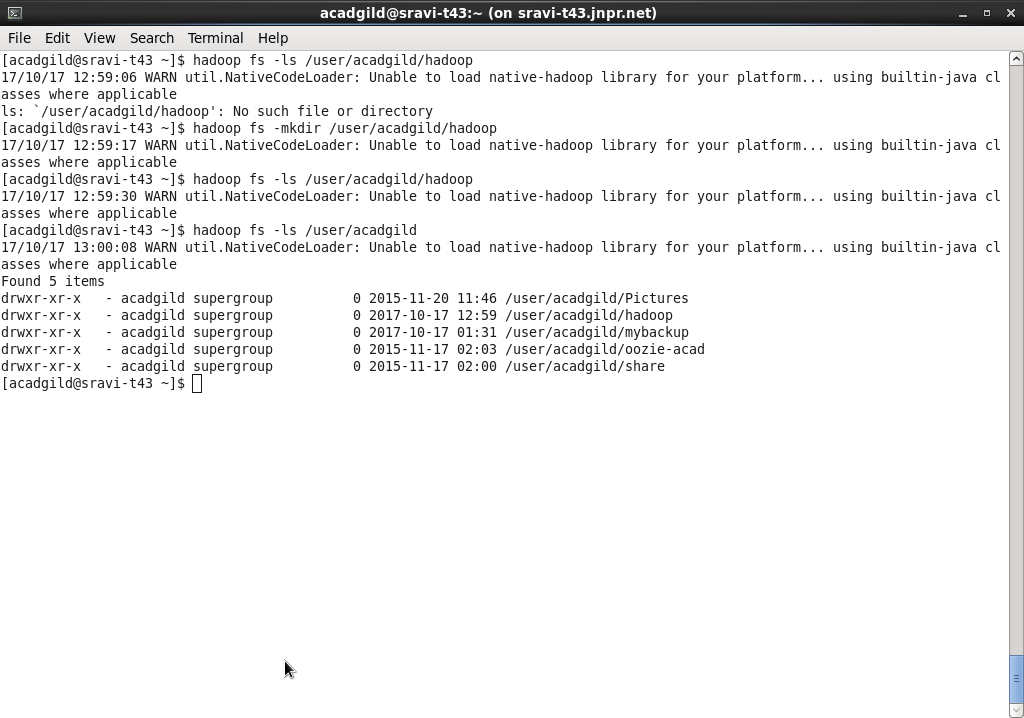 acadgild@sravi-t43:~ (on sravi-t43.jnpr.net)
File Edit View Search Terminal Help
[acadgild@sravi-t43 ~]$ hadoop fs -ls /user/acadgild/hadoop
17/10/17 12:59:06 WARN util.NativeCodeLoader: Unable to load native-hadoop library for your platform... using builtin-java cl
asses where applicable
ls: `/user/acadgild/hadoop': No such file or directory
[acadgild@sravi-t43 ~]$ hadoop fs -mkdir /user/acadgild/hadoop
17/10/17 12:59:17 WARN util.NativeCodeLoader: Unable to load native-hadoop library for your platform... using builtin-java cl
asses where applicable
[acadgild@sravi-t43 ~]$ hadoop fs -ls /user/acadgild/hadoop
17/10/17 12:59:30 WARN util.NativeCodeLoader: Unable to load native-hadoop library for your platform... using builtin-java cl
asses where applicable
[acadgild@sravi-t43 ~]$ hadoop fs -ls /user/acadgild
17/10/17 13:00:08 WARN util.NativeCodeLoader: Unable to load native-hadoop library for your platform... using builtin-java cl
asses where applicable
Found 5 items
drwxr-xr-x   - acadgild supergroup          0 2015-11-20 11:46 /user/acadgild/Pictures
drwxr-xr-x   - acadgild supergroup          0 2017-10-17 12:59 /user/acadgild/hadoop
drwxr-xr-x   - acadgild supergroup          0 2017-10-17 01:31 /user/acadgild/mybackup
drwxr-xr-x   - acadgild supergroup          0 2015-11-17 02:03 /user/acadgild/oozie-acad
drwxr-xr-x   - acadgild supergroup          0 2015-11-17 02:00 /user/acadgild/share
[acadgild@sravi-t43 ~]$